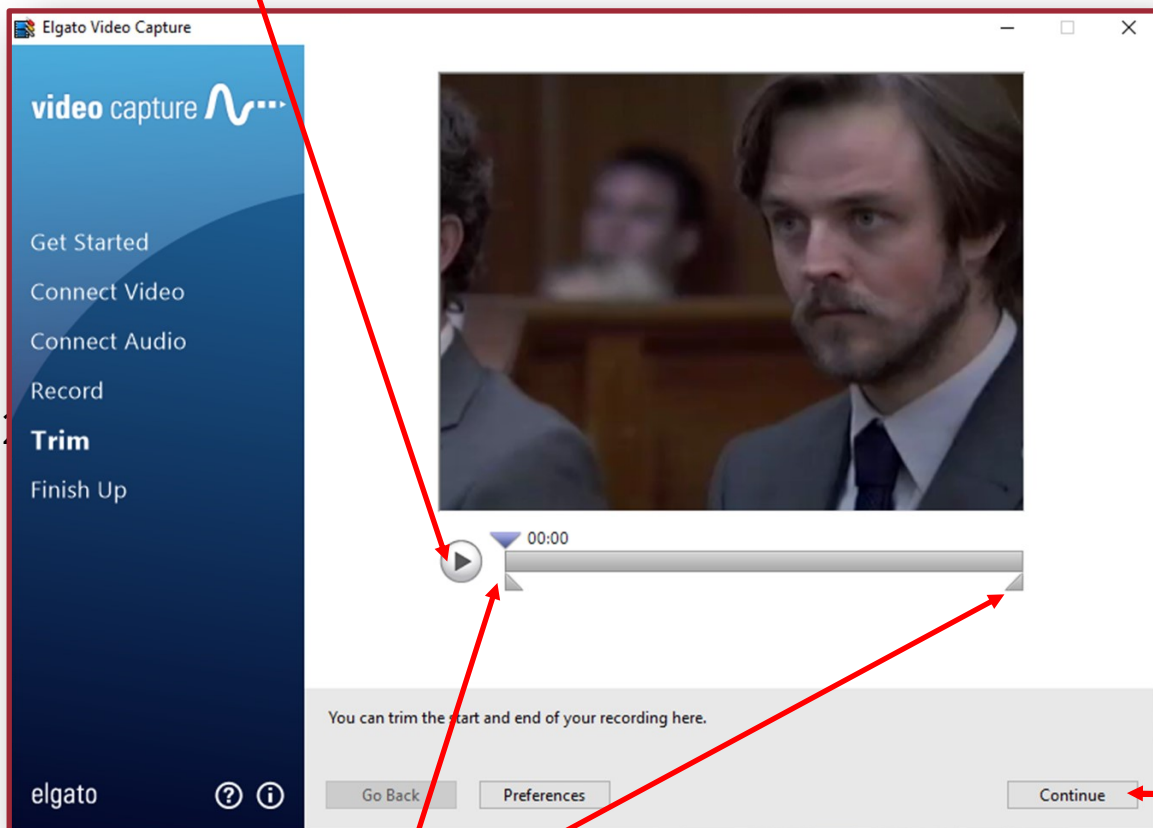 Elgato Video Capture
video capture
Get Started
Connect Video
Connect Audio
Record
Trim
Finish Up
00:00
You can trim the start and end of your recording here.
elgato
Go Back
Preferences
Continue